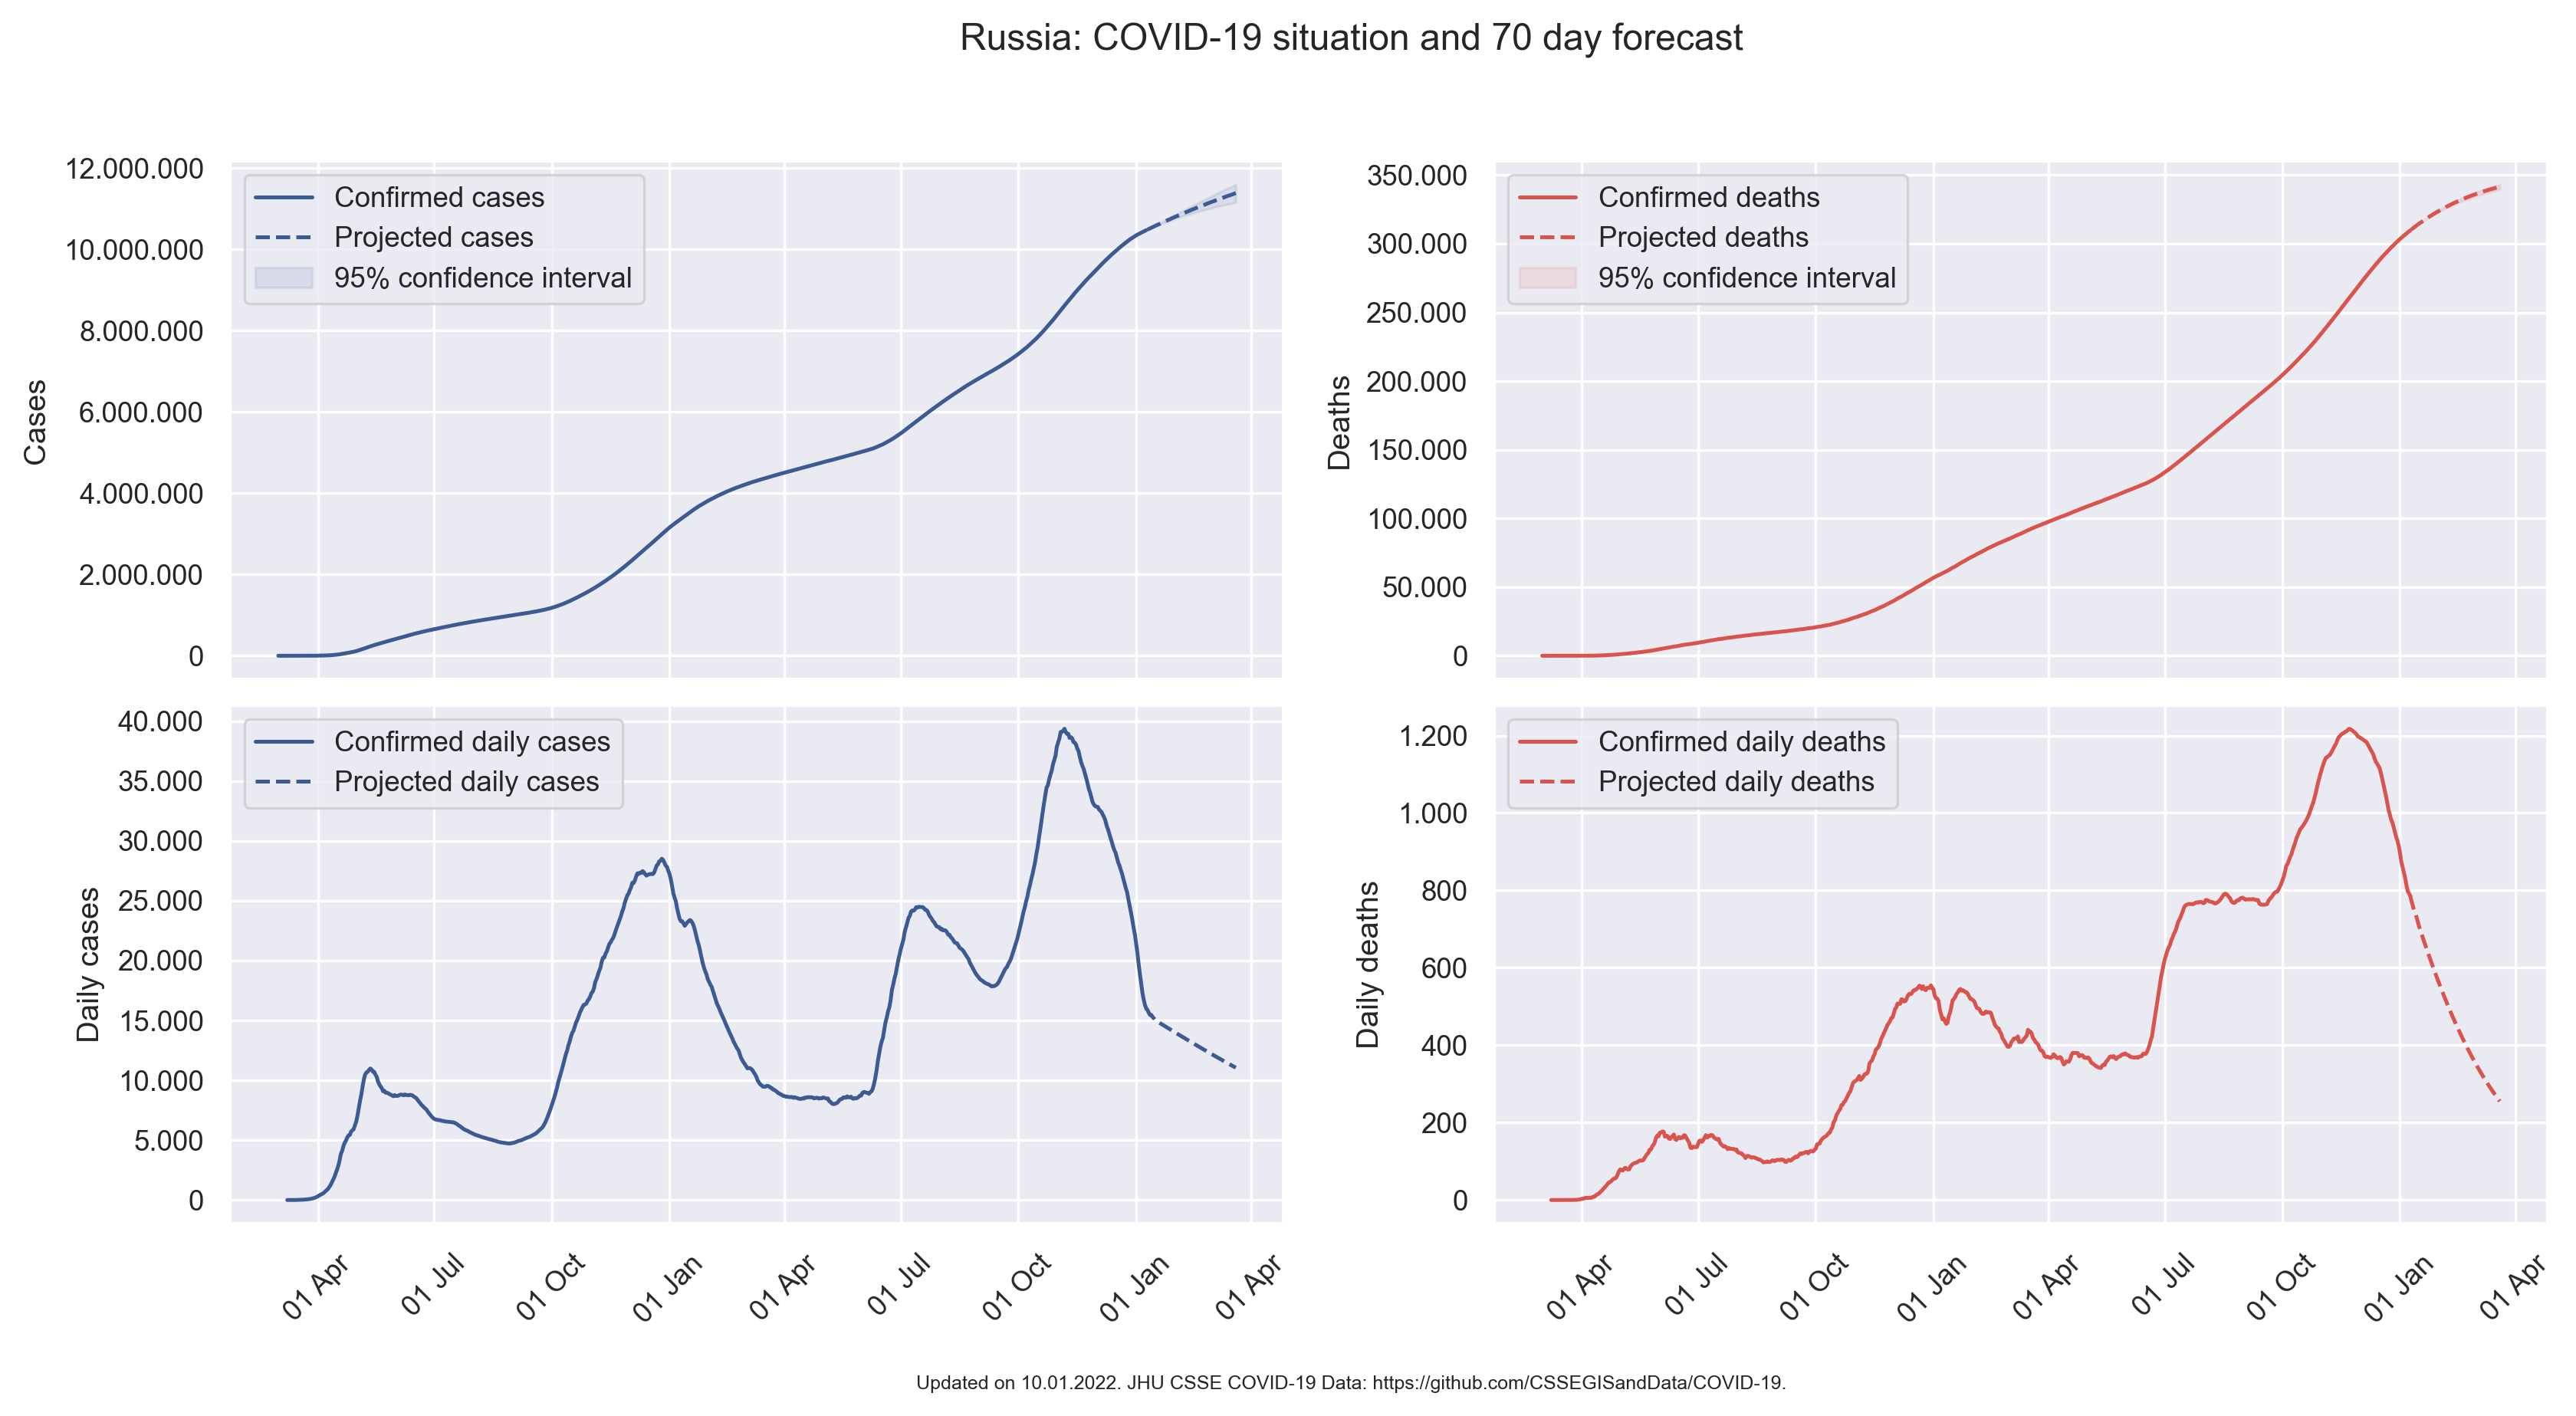 Russia: COVID-19 situation and 70 day forecast
Cases
12.000.000
10.000.000
8.000.000
6.000.000
4.000.000
2.000.000
0
Confirmed cases
Projected cases
95% confidence interval
Deaths
350.000
300.000
250.000
200.000
150.000
100.000
50.000
0
Confirmed deaths
Projected deaths
95% confidence interval
Daily cases
40.000
35.000
30.000
25.000
20.000
15.000
10.000
5.000
0
Confirmed daily cases
Projected daily cases
01 Apr
01 Jul
01 Oct
01 Jan
01 Apr
01 Jul
01 Oct
01 Jan
01 Apr
Daily deaths
1.200
1.000
800
600
400
200
0
Confirmed daily deaths
Projected daily deaths
01 Apr
01 Jul
01 Oct
01 Jan
01 Apr
01 Jul
01 Oct
01 Jan
01 Apr
Updated on 10.01.2022. JHU CSSE COVID-19 Data: https://github.com/CSSEGISandData/COVID-19.